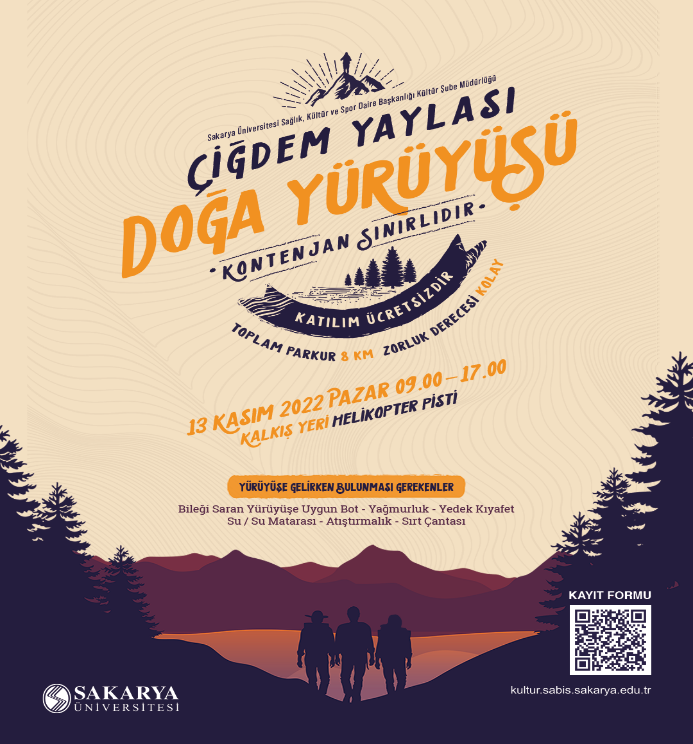 Sakarya Üniversitesi Sağlık, Kültür ve Spor Daire Başkanlığı Kültür Şube Müdürlüğü
ÇİĞDEM YAYLASI
DOĞA YÜRÜYÜŞÜ
• KONTENJAN SINIRLIDIR •
KATILIM ÜCRETSİZDİR
TOPLAM PARKUR 8 KM ZORLUK DERECESİ KOLAY
13 KASIM 2022 PAZAR 09.00 – 17.00
KALKIŞ YERİ HELİKOPTER PİSTİ
YÜRÜYÜŞE GELİRKEN BULUNMASI GEREKENLER
Bileği Saran Yürüyüşe Uygun Bot - Yağmurluk - Yedek Kıyafet
Su / Su Matarası - Atıştırmalık - Sırt Çantası
KAYIT FORMU
kultur.sabis.sakarya.edu.tr
SAKARYA
ÜNİVERSİTESİ